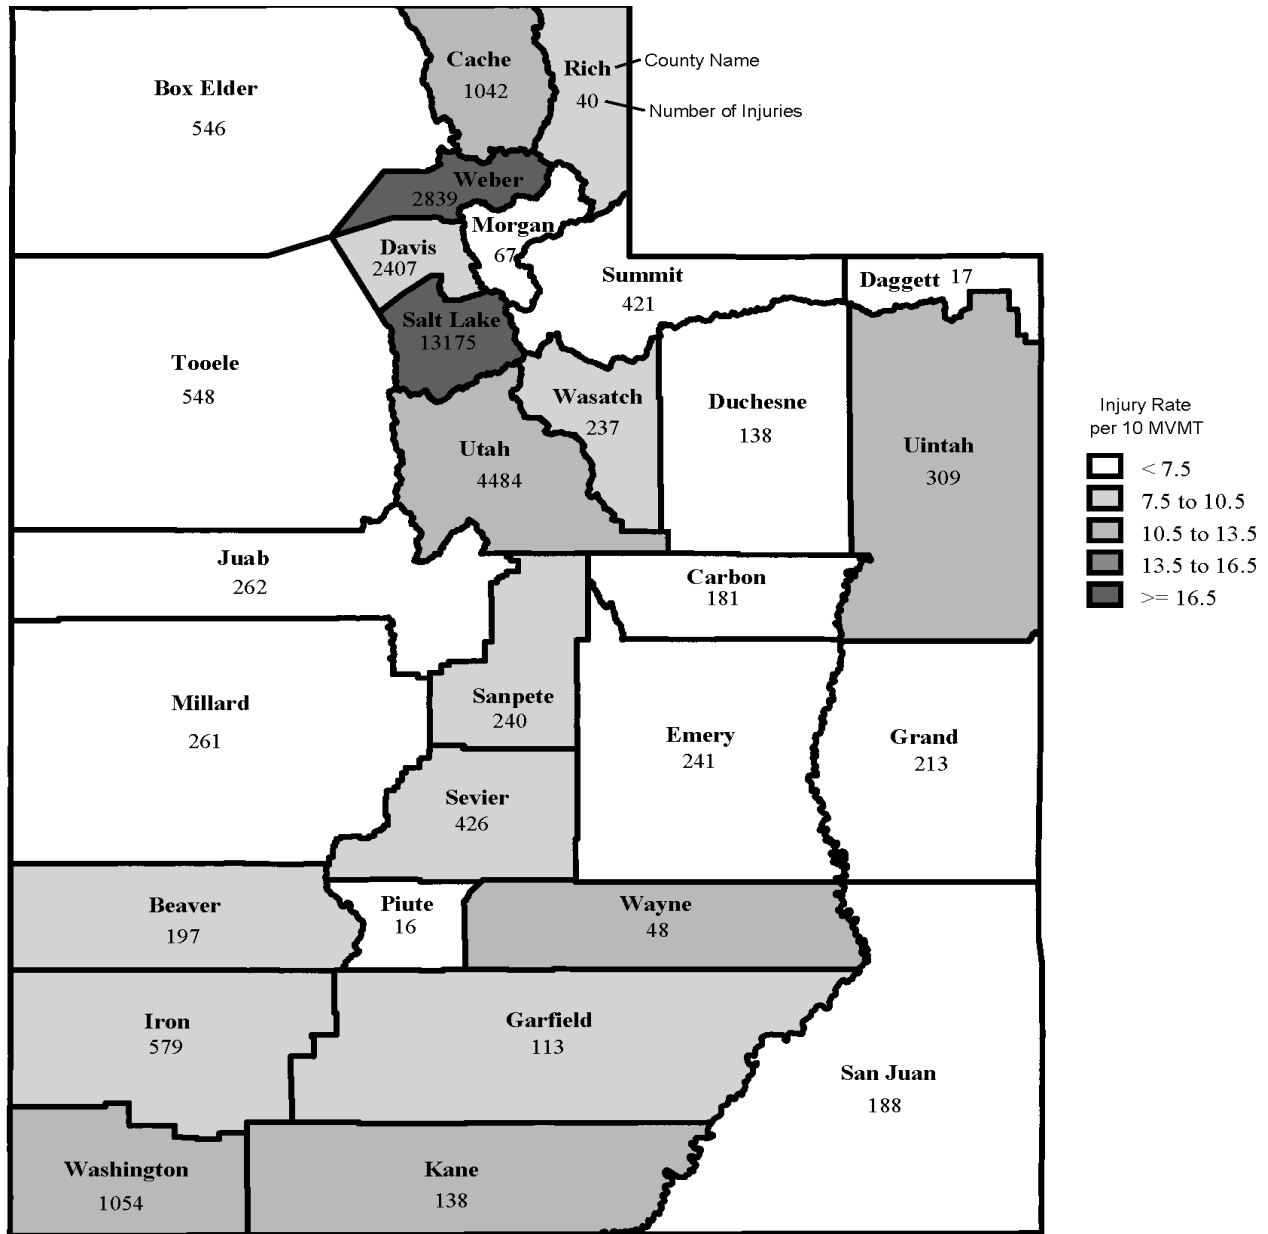 Box Elder
546
Cache
1042
Rich
40
County Name
Number of Injuries
Weber
2839
Morgan
67
Davis
2407
Summit
421
Daggett 17
Salt Lake
13175
Tooele
548
Wasatch
237
Duchesne
138
Uintah
309
Utah
4484
Injury Rate
per 10 MVMT
< 7.5
7.5 to 10.5
10.5 to 13.5
13.5 to 16.5
>= 16.5
Juab
262
Carbon
181
Millard
261
Sanpete
240
Emery
241
Grand
213
Sevier
426
Beaver
197
Piute
16
Wayne
48
Iron
579
Garfield
113
San Juan
188
Washington
1054
Kane
138